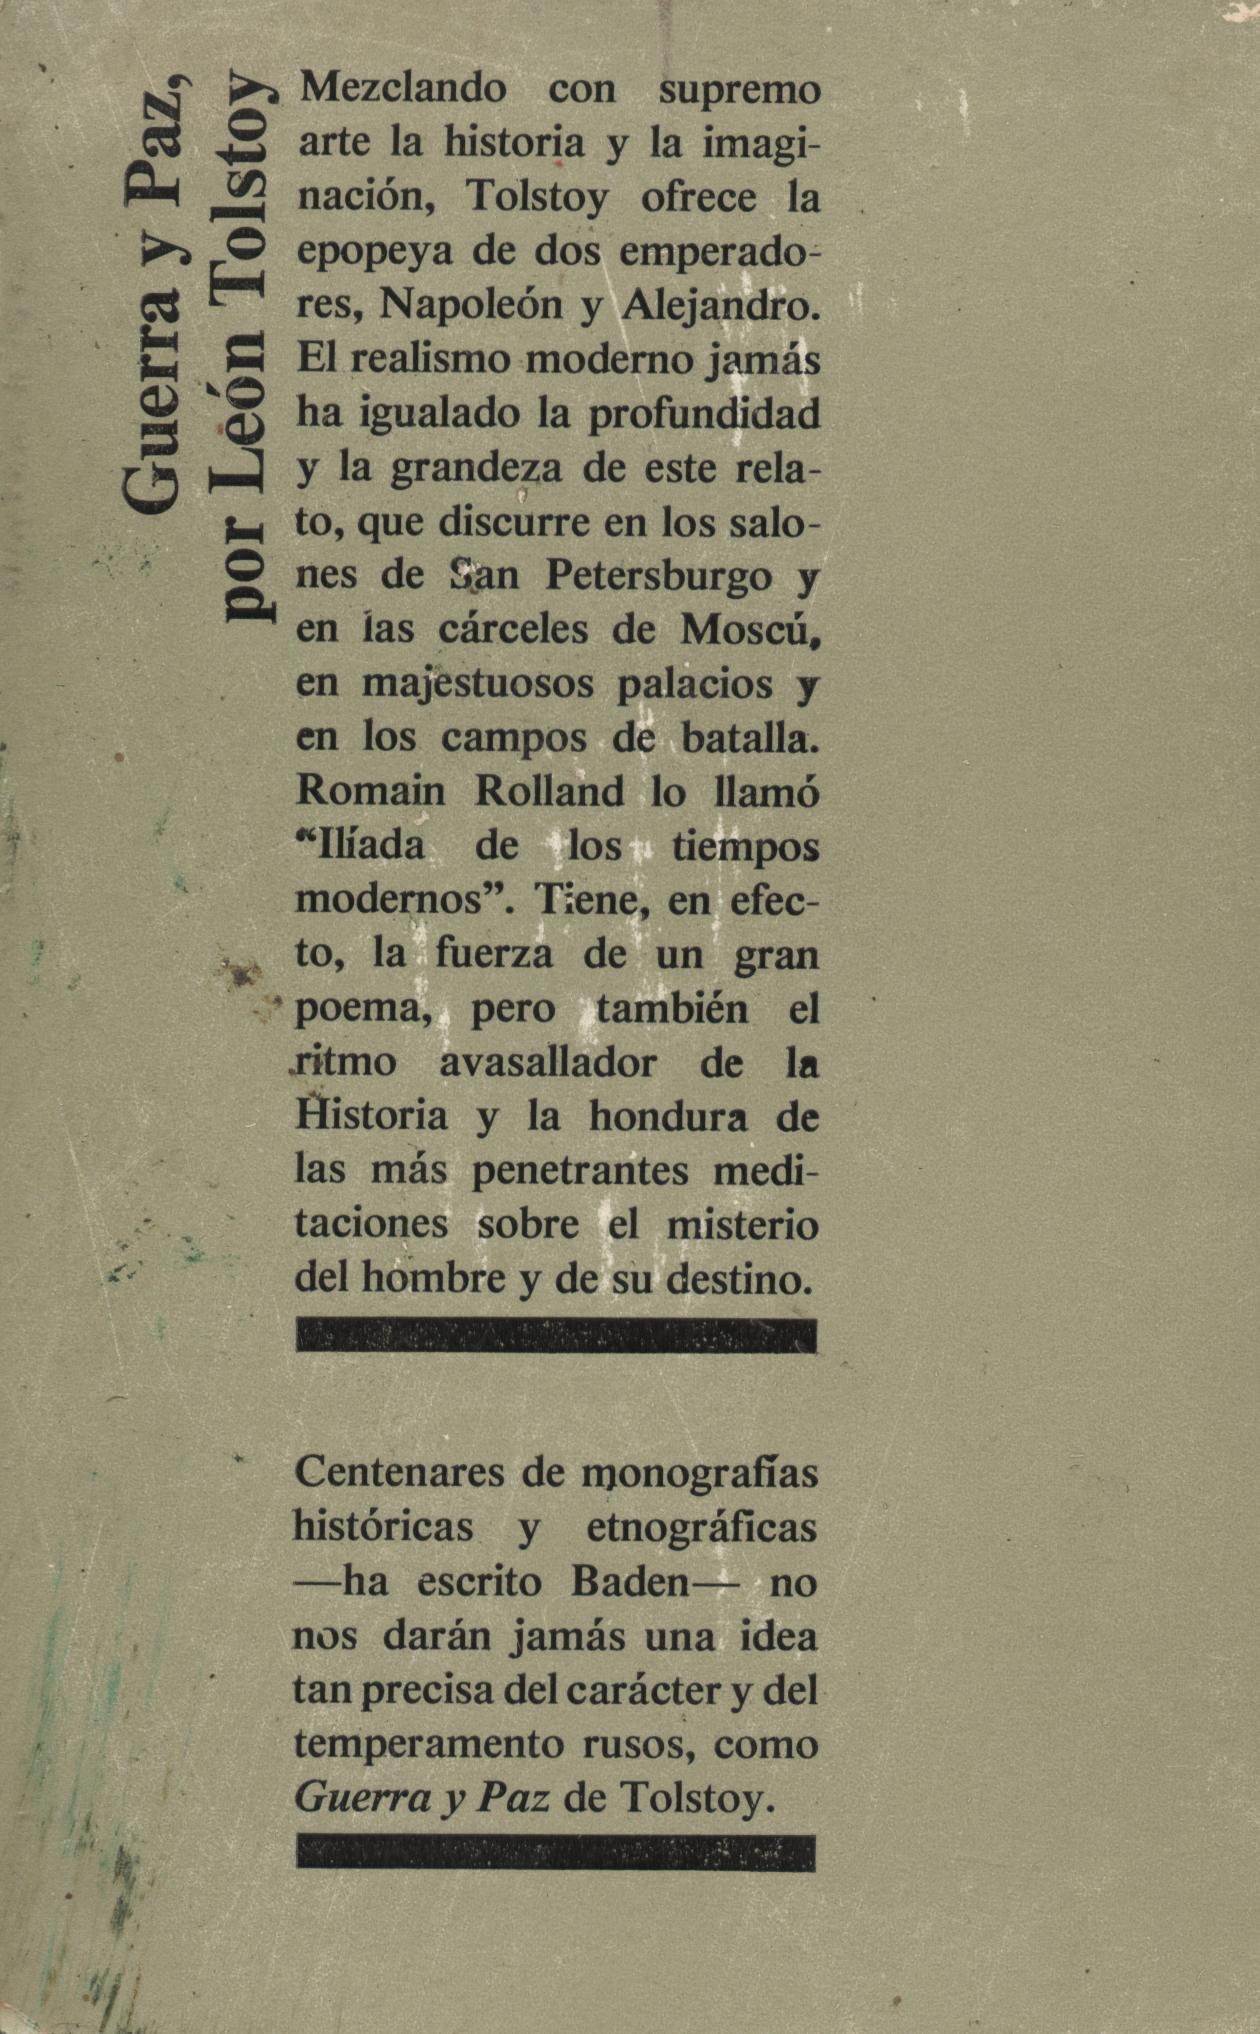 Guerra y Paz,
por León Tolstoy
Mezclando con supremo
arte la historia y la imagi-
nación, Tolstoy ofrece la
epopeya de dos emperado-
res, Napoleón y Alejandro.
El realismo moderno jamás
ha igualado la profundidad
y la grandeza de este rela-
to, que discurre en los salo-
nes de San Petersburgo y
en las cárceles de Moscú,
en majestuosos palacios y
en los campos de batalla.
Romain Rolland lo llamó
“Ilíada de los tiempos
modernos”. Tiene, en efec-
to, la fuerza de un gran
poema, pero también el
ritmo avasallador de la
Historia y la hondura de
las más penetrantes medi-
taciones sobre el misterio
del hombre y de su destino.
Centenares de monografías
históricas y etnográficas
—ha escrito Baden— no
nos darán jamás una idea
tan precisa del carácter y del
temperamento rusos, como
Guerra y Paz de Tolstoy.